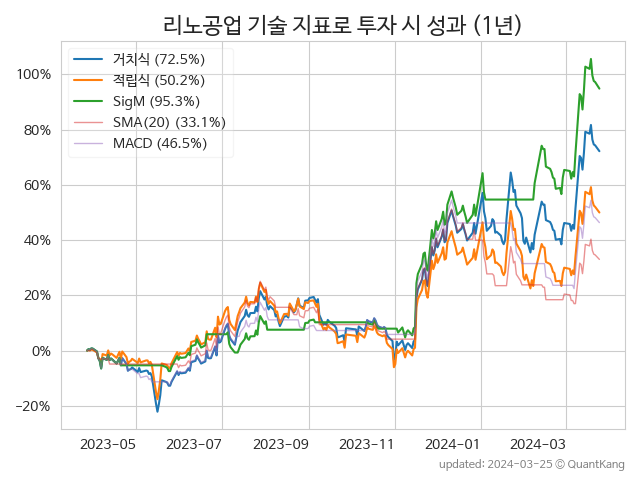 리노공업 기술 지표로 투자 시 성과 (1년)
거치식 (72.5%)
적립식 (50.2%)
SigM (95.3%)
SMA(20) (33.1%)
MACD (46.5%)
100%
80%
60%
40%
20%
0%
−20%
2023-05 2023-07 2023-09 2023-11 2024-01 2024-03
updated: 2024-03-25 © QuantKang